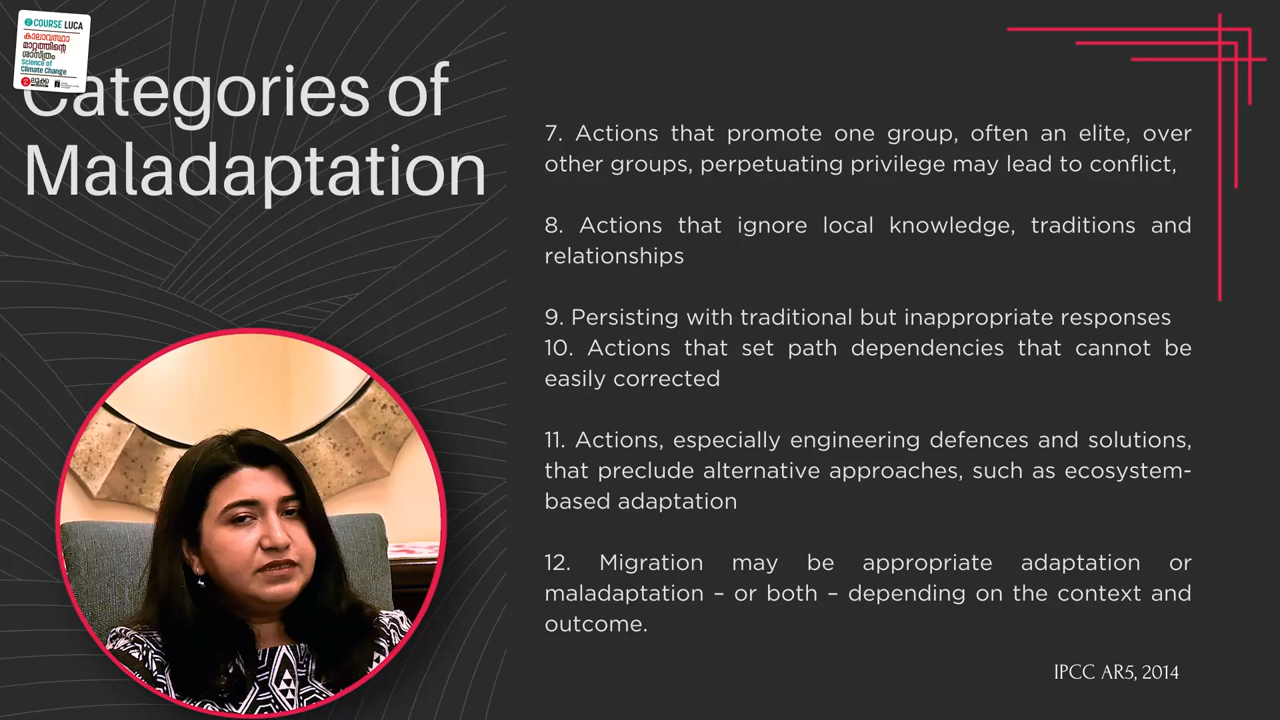 COURSE LUCA
കാലാവസ്ഥാ
മാറ്റത്തിന്റെ
ശാസ്ത്രം
Science of
Climate Change
ലൂക്ക
Categories of
Maladaptation
7. Actions that promote one group, often an elite, over
other groups, perpetuating privilege may lead to conflict,
8. Actions that ignore local knowledge, traditions and
relationships
9. Persisting with traditional but inappropriate responses
10. Actions that set path dependencies that cannot be
easily corrected
11. Actions, especially engineering defences and solutions,
that preclude alternative approaches, such as ecosystem-
based adaptation
12. Migration may be appropriate adaptation or
maladaptation – or both – depending on the context and
outcome.
IPCC AR5, 2014